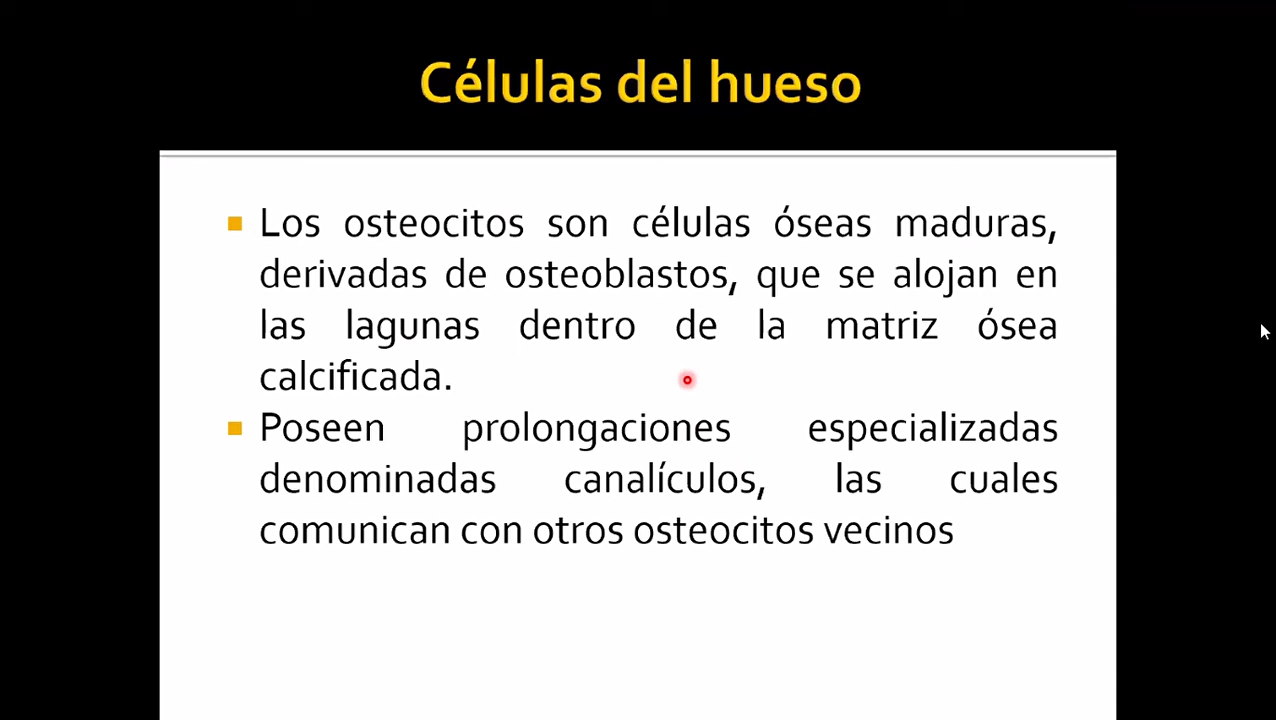 Células del hueso
Los osteocitos son células óseas maduras,
derivadas de osteoblastos, que se alojan en
las lagunas dentro de la matriz ósea
calcificada.
Poseen prolongaciones especializadas
denominadas canalículos, las cuales
comunican con otros osteocitos vecinos